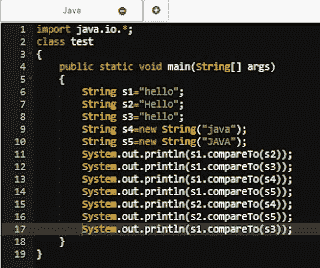 Java
1 import java.io.*;
2 class test
3 {
4 public static void main(String[] args)
5 {
6 String s1="hello";
7 String s2="Hello";
8 String s3="hello";
9 String s4=new String("java");
10 String s5=new String("JAVA");
11 System.out.println(s1.compareTo(s2));
12 System.out.println(s1.compareTo(s3));
13 System.out.println(s1.compareTo(s4));
14 System.out.println(s1.compareTo(s5));
15 System.out.println(s2.compareTo(s4));
16 System.out.println(s2.compareTo(s5));
17 System.out.println(s1.compareTo(s3));
18 }
19 }